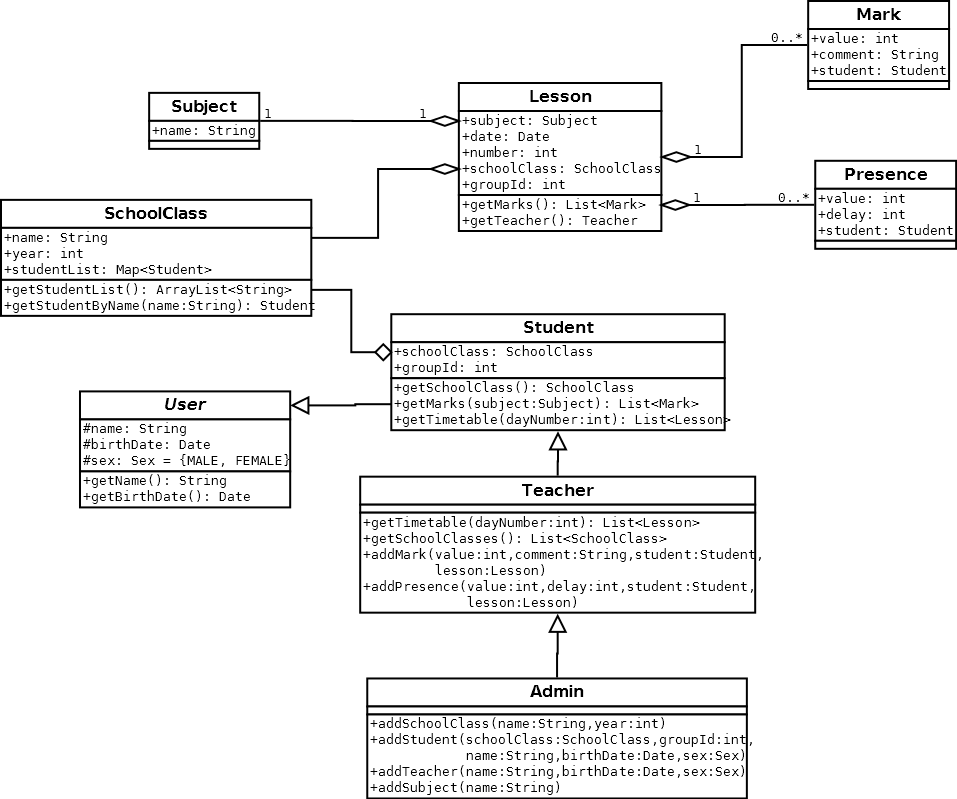 Mark
+value: int
+comment: String
+student: Student
0..*
1
Subject
+name: String
1
1
Lesson
+subject: Subject
+date: Date
+number: int
+schoolClass: SchoolClass
+groupId: int
+getMarks(): List<Mark>
+getTeacher(): Teacher
1
0..*
Presence
+value: int
+delay: int
+student: Student
SchoolClass
+name: String
+year: int
+studentList: Map<Student>
+getStudentList(): ArrayList<String>
+getStudentByName(name:String): Student
Student
+schoolClass: SchoolClass
+groupId: int
+getSchoolClass(): SchoolClass
+getMarks(subject:Subject): List<Mark>
+getTimetable(dayNumber:int): List<Lesson>
User
#name: String
#birthDate: Date
#sex: Sex = {MALE, FEMALE}
+getName(): String
+getBirthDate(): Date
Teacher
+getTimetable(dayNumber:int): List<Lesson>
+getSchoolClasses(): List<SchoolClass>
+addMark(value:int,comment:String,student:Student,
lesson:Lesson)
+addPresence(value:int,delay:int,student:Student,
lesson:Lesson)
Admin
+addSchoolClass(name:String,year:int)
+addStudent(schoolClass:SchoolClass,groupId:int,
name:String,birthDate:Date,sex:Sex)
+addTeacher(name:String,birthDate:Date,sex:Sex)
+addSubject(name:String)